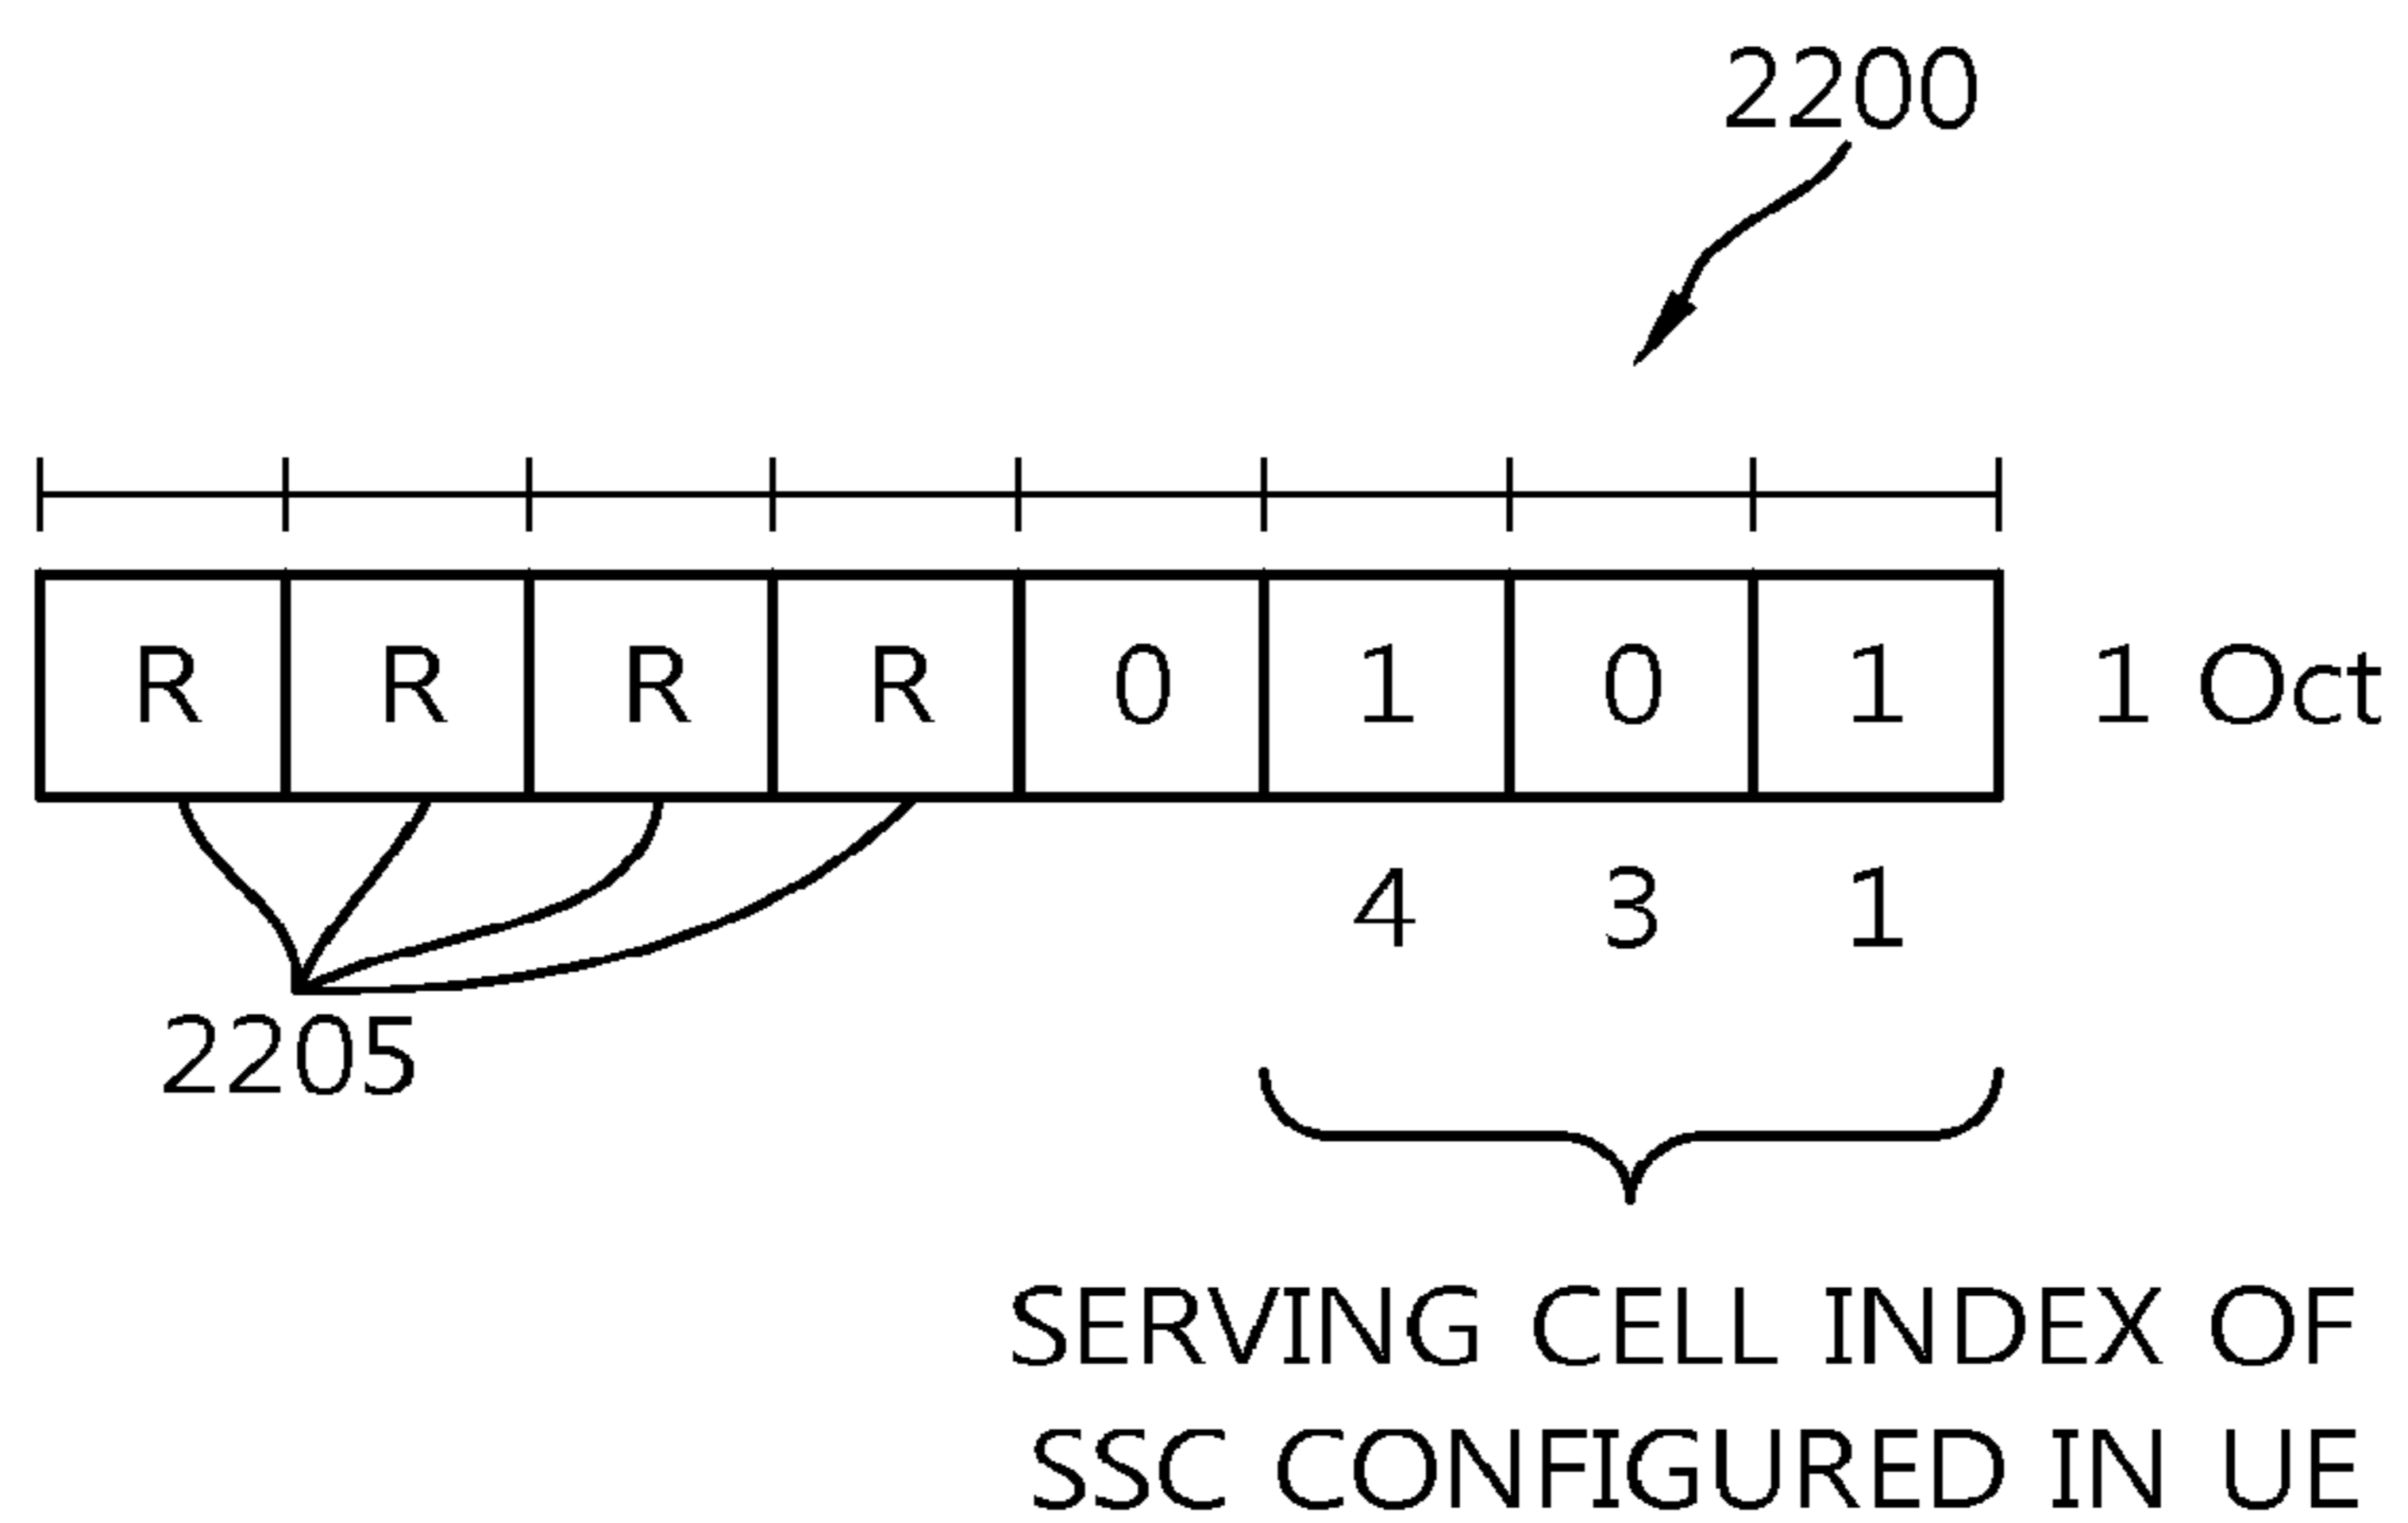 2200
R R R R 0 1 0 1 1 Oct
4 3 1
2205
SERVING CELL INDEX OF
SSC CONFIGURED IN UE